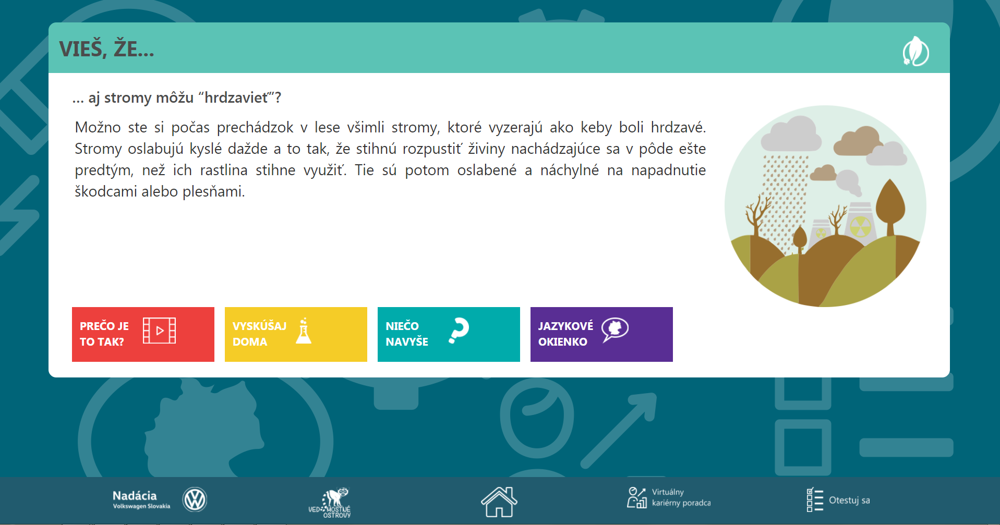 VIEŠ, ŽE...
... aj stromy môžu “hrdzavieť”?
Možno ste si počas prechádzok v lese všimli stromy, ktoré vyzerajú ako keby boli hrdzavé.
Stromy oslabujú kyslé dažde a to tak, že stihnú rozpustiť živiny nachádzajúce sa v pôde ešte
predtým, než ich rastlina stihne využiť. Tie sú potom oslabené a náchylné na napadnutie
škodcami alebo plesňami.
PREČO JE
TO TAK?
VYSKÚŠAJ
DOMA
NIEČO
NAVYŠE
JAZYKOVÉ
OKIENKO
Nadácia
Volkswagen Slovakia
VEDOMOSTNÉ
OSTROVY
Virtuálny
kariérny poradca
Otestuj sa